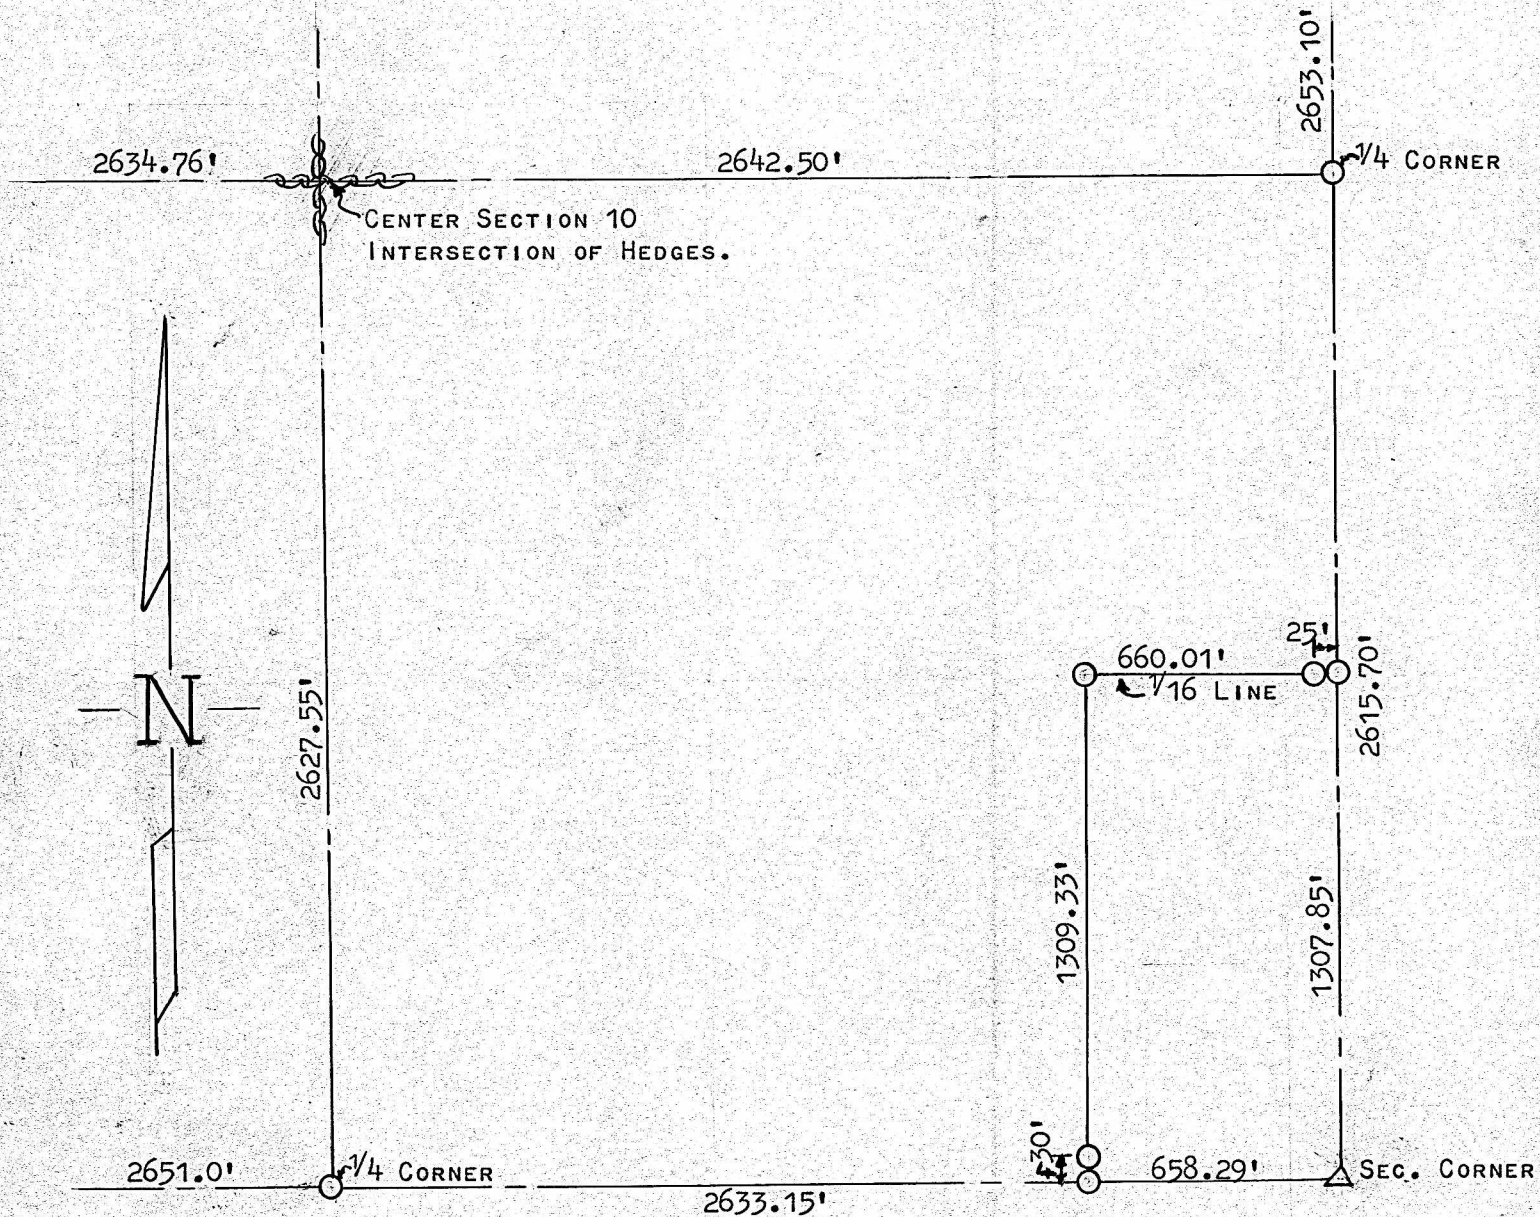 2653.10'
2634.76'
2642.50'
1/4 CORNER
CENTER SECTION 10
INTERSECTION OF HEDGES.
25'
660.01'
1/16 LINE
2615.70'
N
2627.55'
1309.33'
1307.85'
30'
2651.0'
1/4 CORNER
2633.15'
658.29'
SEC. CORNER